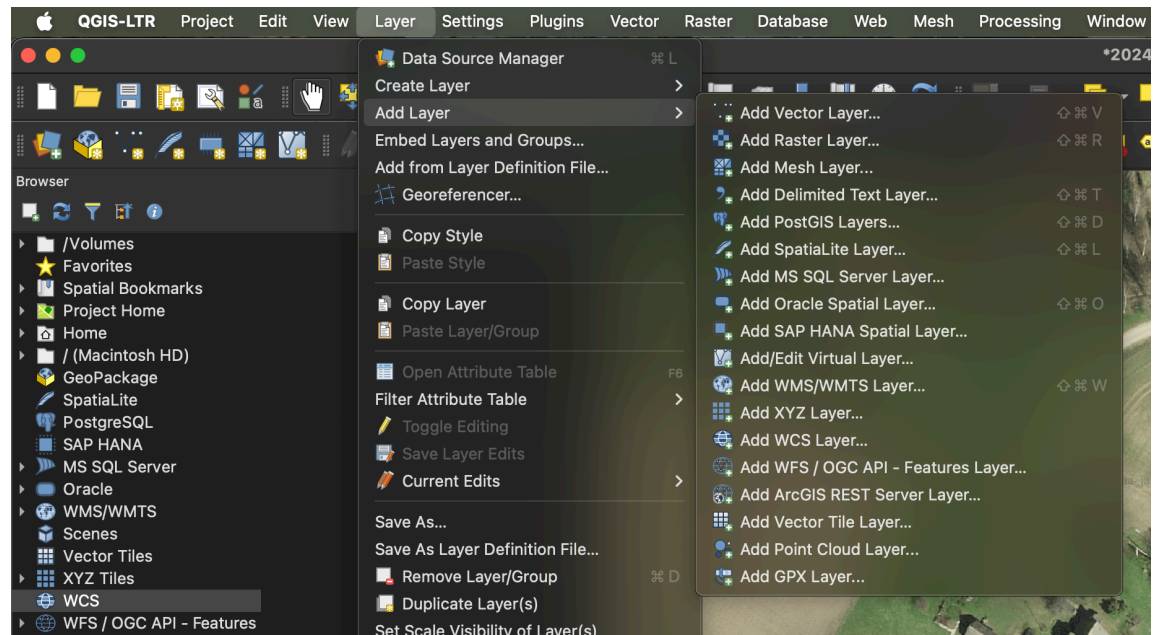 QGIS-LTR Project Edit View Layer Settings Plugins Vector Raster Database Web Mesh Processing Window
*2024
Browser
/Volumes
Favorites
Spatial Bookmarks
Project Home
Home
/ (Macintosh HD)
GeoPackage
SpatiaLite
PostgreSQL
SAP HANA
MS SQL Server
Oracle
WMS/WMTS
Scenes
Vector Tiles
XYZ Tiles
WCS
WFS / OGC API - Features
Data Source Manager ⌘ L
Create Layer
Add Layer
Embed Layers and Groups...
Add from Layer Definition File...
Georeferencer...
Copy Style
Paste Style
Copy Layer
Paste Layer/Group
Open Attribute Table F6
Filter Attribute Table
Toggle Editing
Save Layer Edits
Current Edits
Save As...
Save As Layer Definition File...
Remove Layer/Group ⌘ D
Duplicate Layer(s)
Set Scale Visibility of Layer(s)
Add Vector Layer... ⇧ ⌘ V
Add Raster Layer... ⇧ ⌘ R
Add Mesh Layer...
Add Delimited Text Layer... ⇧ ⌘ T
Add PostGIS Layers... ⇧ ⌘ D
Add SpatiaLite Layer... ⇧ ⌘ L
Add MS SQL Server Layer...
Add Oracle Spatial Layer... ⇧ ⌘ O
Add SAP HANA Spatial Layer...
Add/Edit Virtual Layer...
Add WMS/WMTS Layer... ⇧ ⌘ W
Add XYZ Layer...
Add WCS Layer...
Add WFS / OGC API - Features Layer...
Add ArcGIS REST Server Layer...
Add Vector Tile Layer...
Add Point Cloud Layer...
Add GPX Layer...